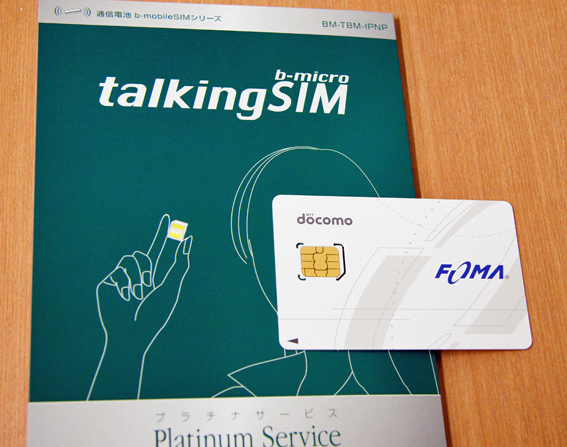 通信電池 b-mobileSIMシリーズ
BM-TBM-IPNP
b-micro
talkingSIM
NTT
docomo
FOMA
プラチナサービス
Platinum Service